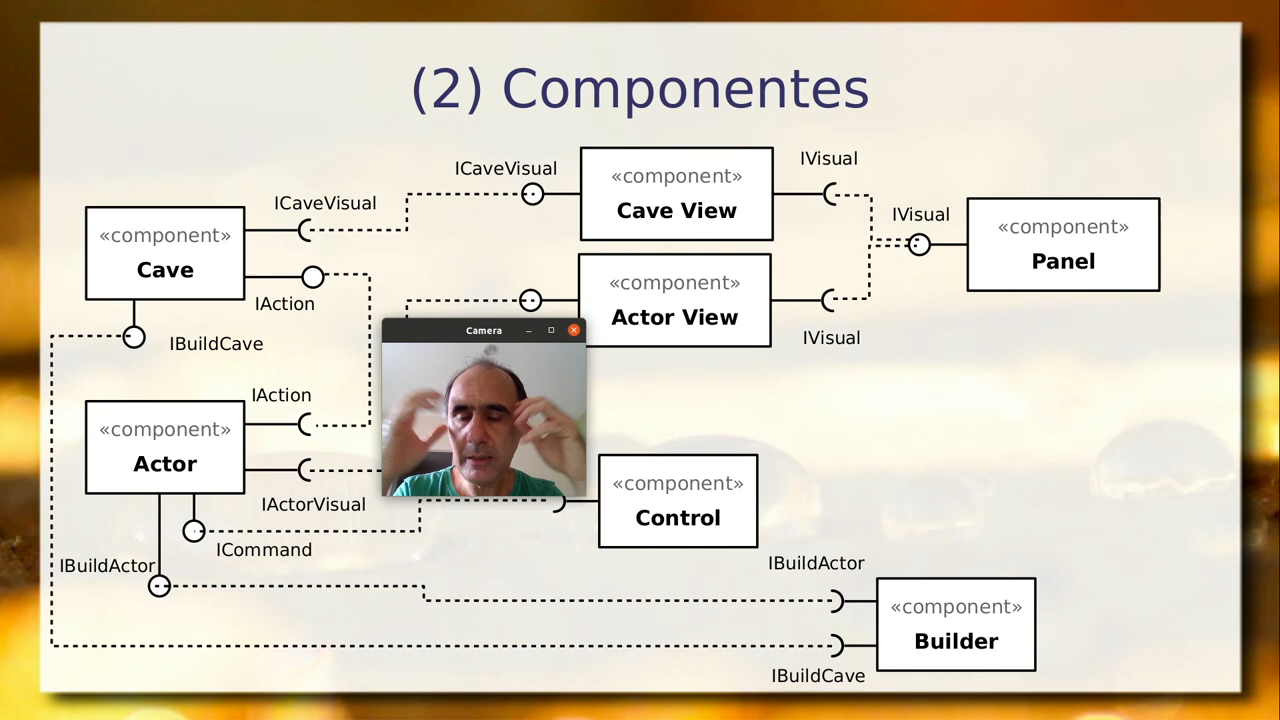 (2) Componentes
ICaveVisual
«component»
Cave View
IVisual
ICaveVisual
«component»
Cave
IVisual
«component»
Panel
IAction
«component»
Actor View
IVisual
IBuildCave
Camera
IAction
«component»
Actor
IActorVisual
«component»
Control
ICommand
IBuildActor
IBuildActor
«component»
Builder
IBuildCave